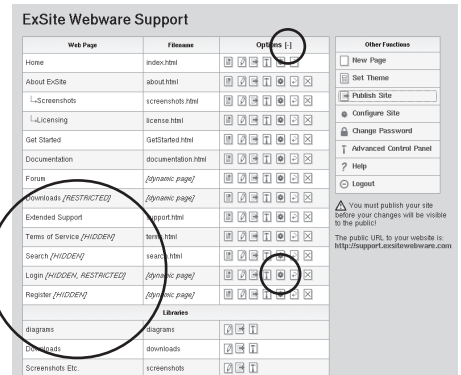 ExSite Webware Support
Web Page Filename Options [-]
Home index.html
About ExSite about.html
Screenshots screenshots.html
Licensing license.html
Get Started GetStarted.html
Documentation documentation.html
Forum [dynamic page]
Downloads [RESTRICTED] [dynamic page]
Extended Support support.html
Terms of Service [HIDDEN] terms.html
Search [HIDDEN] search.html
Login [HIDDEN, RESTRICTED] [dynamic page]
Register [HIDDEN] [dynamic page]
Libraries
diagrams diagrams
Downloads downloads
Screenshots Etc. screenshots
Other Functions
New Page
Set Theme
Publish Site
Configure Site
Change Password
Advanced Control Panel
? Help
Logout
You must publish your site
before your changes will be visible
to the public!
The public URL to your website is:
http://support.exsitewebware.com